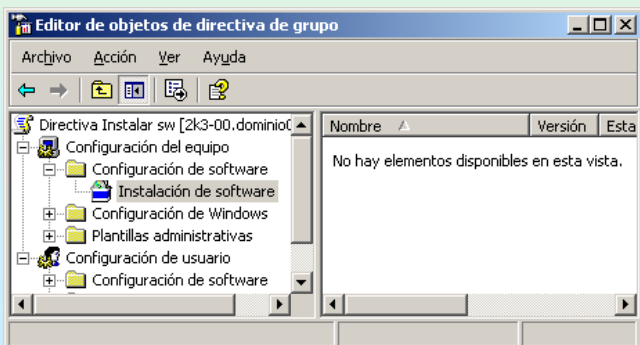 Editor de objetos de directiva de grupo
Archivo Acción Ver Ayuda
Directiva Instalar sw [2k3-00.dominio0
Nombre Versión Esta
Configuración del equipo
No hay elementos disponibles en esta vista.
Configuración de software
Instalación de software
Configuración de Windows
Plantillas administrativas
Configuración de usuario
Configuración de software